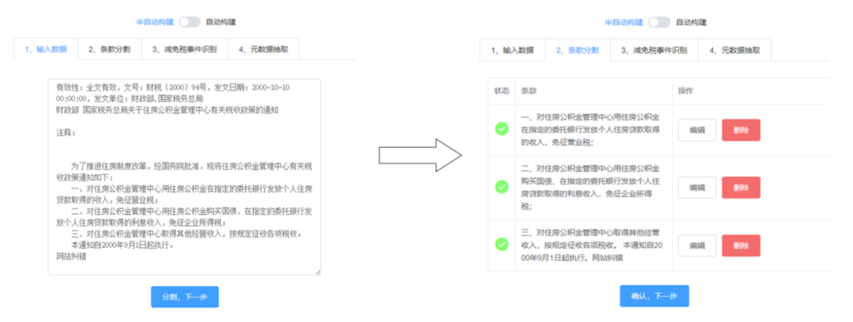 半自动构建 自动构建
1、输入数据 2、条款分割 3、减免税事件识别 4、元数据抽取
有效性：全文有效，文号：财税（2000）94号，发文日期：2000-10-10
00:00:00，发文单位：财政部,国家税务总局
财政部 国家税务总局关于住房公积金管理中心有关税收政策的通知
注释：
为了推进住房制度改革，经国务院批准，现将住房公积金管理中心有关税
收政策通知如下：
一、对住房公积金管理中心用住房公积金在指定的委托银行发放个人住房
贷款取得的收入，免征营业税；
二、对住房公积金管理中心用住房公积金购买国债、在指定的委托银行发
放个人住房贷款取得的利息收入，免征企业所得税；
三、对住房公积金管理中心取得其他经营收入，按规定征收各项税收。
本通知自2000年9月1日起执行。
网站纠错
分割，下一步
半自动构建 自动构建
1、输入数据 2、条款分割 3、减免税事件识别 4、元数据抽取
状态 条款 操作
一、对住房公积金管理中心用住房公积金
在指定的委托银行发放个人住房贷款取得
的收入，免征营业税；
编辑 删除
二、对住房公积金管理中心用住房公积金
购买国债、在指定的委托银行发放个人住
房贷款取得的利息收入，免征企业所得
税；
编辑 删除
三、对住房公积金管理中心取得其他经营
收入，按规定征收各项税收。 本通知自20
00年9月1日起执行。网站纠错
编辑 删除
确认，下一步